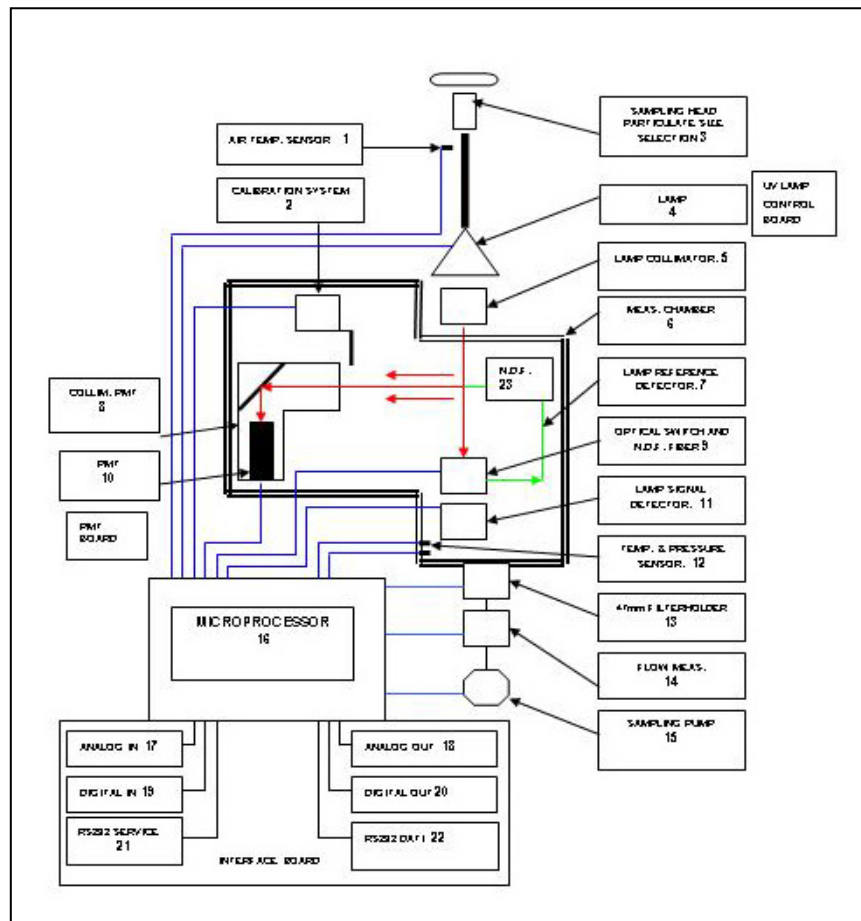 SAMPLING HEAD
PARTICULATE SIZE
SELECTION 3
AIR TEMP. SENSOR 1
CALIBRATION SYSTEM
2
LAMP
4
UV LAMP
CONTROL
BOARD
LAMP COLLIMATOR. 5
MEAS. CHAMBER
6
N.D.F.
23
LAMP REFERENCE
DETECTOR. 7
COLLIM. PMT
8
OPTICAL SWITCH AND
N.D.F. FIBER 9
PMT
10
LAMP SIGNAL
DETECTOR. 11
PMT
BOARD
TEMP. & PRESSURE
SENSOR. 12
47mm FILTERHOLDER
13
MICROPROCESSOR
16
FLOW MEAS.
14
SAMPLING PUMP
15
ANALOG IN 17
ANALOG OUT 18
DIGITAL IN 19
DIGITAL OUT 20
RS232 SERVICE
21
RS232 DATI 22
INTERFACE BOARD